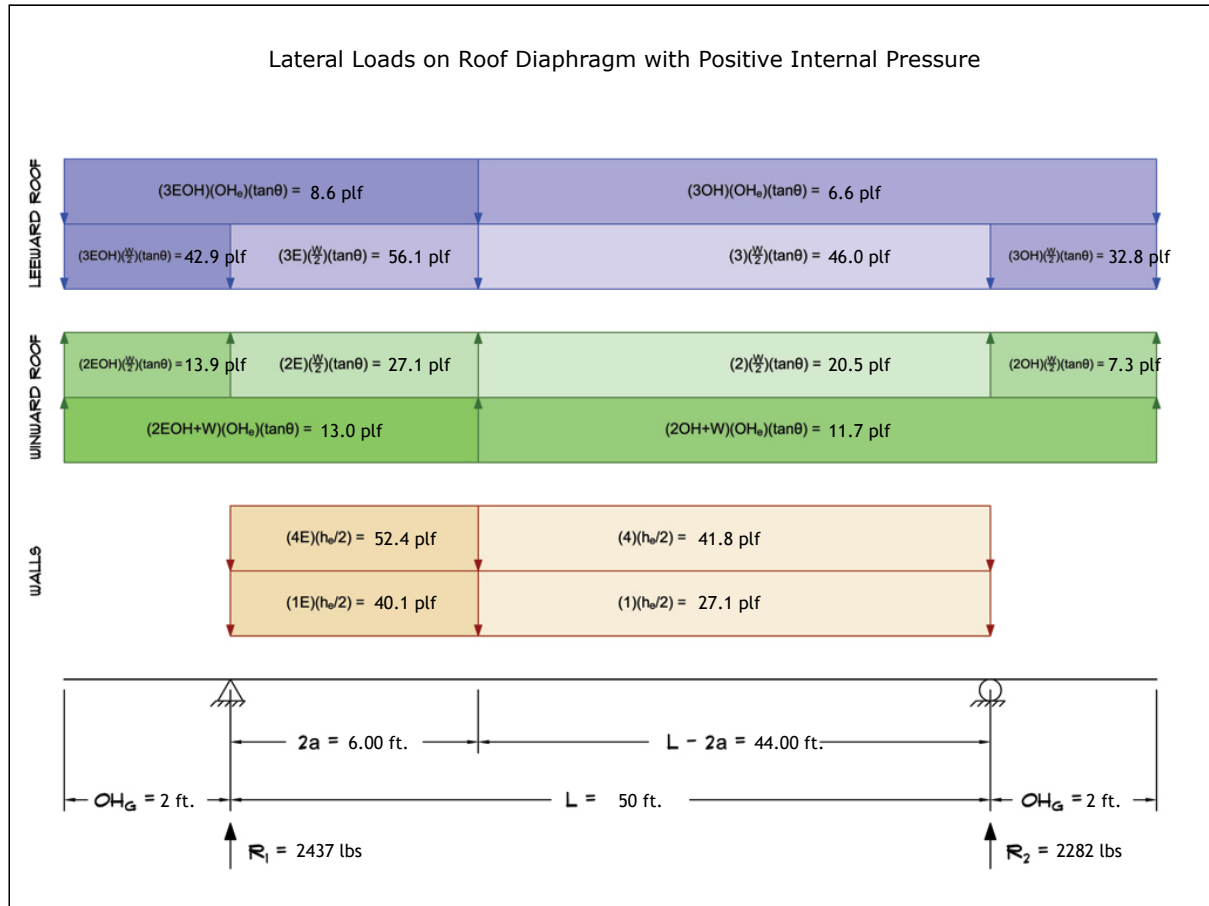 Lateral Loads on Roof Diaphragm with Positive Internal Pressure
LEEWARD ROOF
(3EOH)(OHₑ)(tanθ) = 8.6 plf
(3OH)(OHₑ)(tanθ) = 6.6 plf
(3EOH)(W/2)(tanθ) = 42.9 plf
(3E)(W/2)(tanθ) = 56.1 plf
(3)(W/2)(tanθ) = 46.0 plf
(3OH)(W/2)(tanθ) = 32.8 plf
WINWARD ROOF
(2EOH)(W/2)(tanθ) = 13.9 plf
(2E)(W/2)(tanθ) = 27.1 plf
(2)(W/2)(tanθ) = 20.5 plf
(2OH)(W/2)(tanθ) = 7.3 plf
(2EOH+W)(OHₑ)(tanθ) = 13.0 plf
(2OH+W)(OHₑ)(tanθ) = 11.7 plf
WALLS
(4E)(hₑ/2) = 52.4 plf
(4)(hₑ/2) = 41.8 plf
(1E)(hₑ/2) = 40.1 plf
(1)(hₑ/2) = 27.1 plf
2a = 6.00 ft.
L - 2a = 44.00 ft.
OH_G = 2 ft.
L = 50 ft.
OH_G = 2 ft.
R₁ = 2437 lbs
R₂ = 2282 lbs